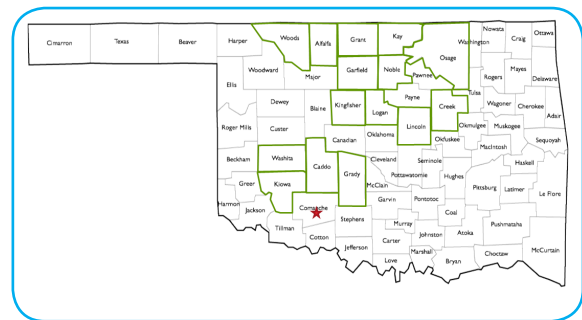 Cimarron
Texas
Beaver
Harper
Woods
Alfalfa
Grant
Kay
Osage
Washington
Nowata
Craig
Ottawa
Woodward
Major
Garfield
Noble
Pawnee
Rogers
Mayes
Delaware
Ellis
Dewey
Blaine
Kingfisher
Logan
Payne
Creek
Tulsa
Wagoner
Cherokee
Adair
Roger Mills
Custer
Canadian
Oklahoma
Lincoln
Okfuskee
Okmulgee
Muskogee
Sequoyah
Beckham
Washita
Caddo
Grady
Cleveland
Pottawatomie
Seminole
Hughes
McIntosh
Haskell
Greer
Kiowa
McClain
Pittsburg
Latimer
Le Flore
Harmon
Jackson
Comanche
Stephens
Garvin
Pontotoc
Coal
Pushmataha
Tillman
Cotton
Jefferson
Murray
Carter
Johnston
Atoka
Love
Marshall
Bryan
Choctaw
McCurtain